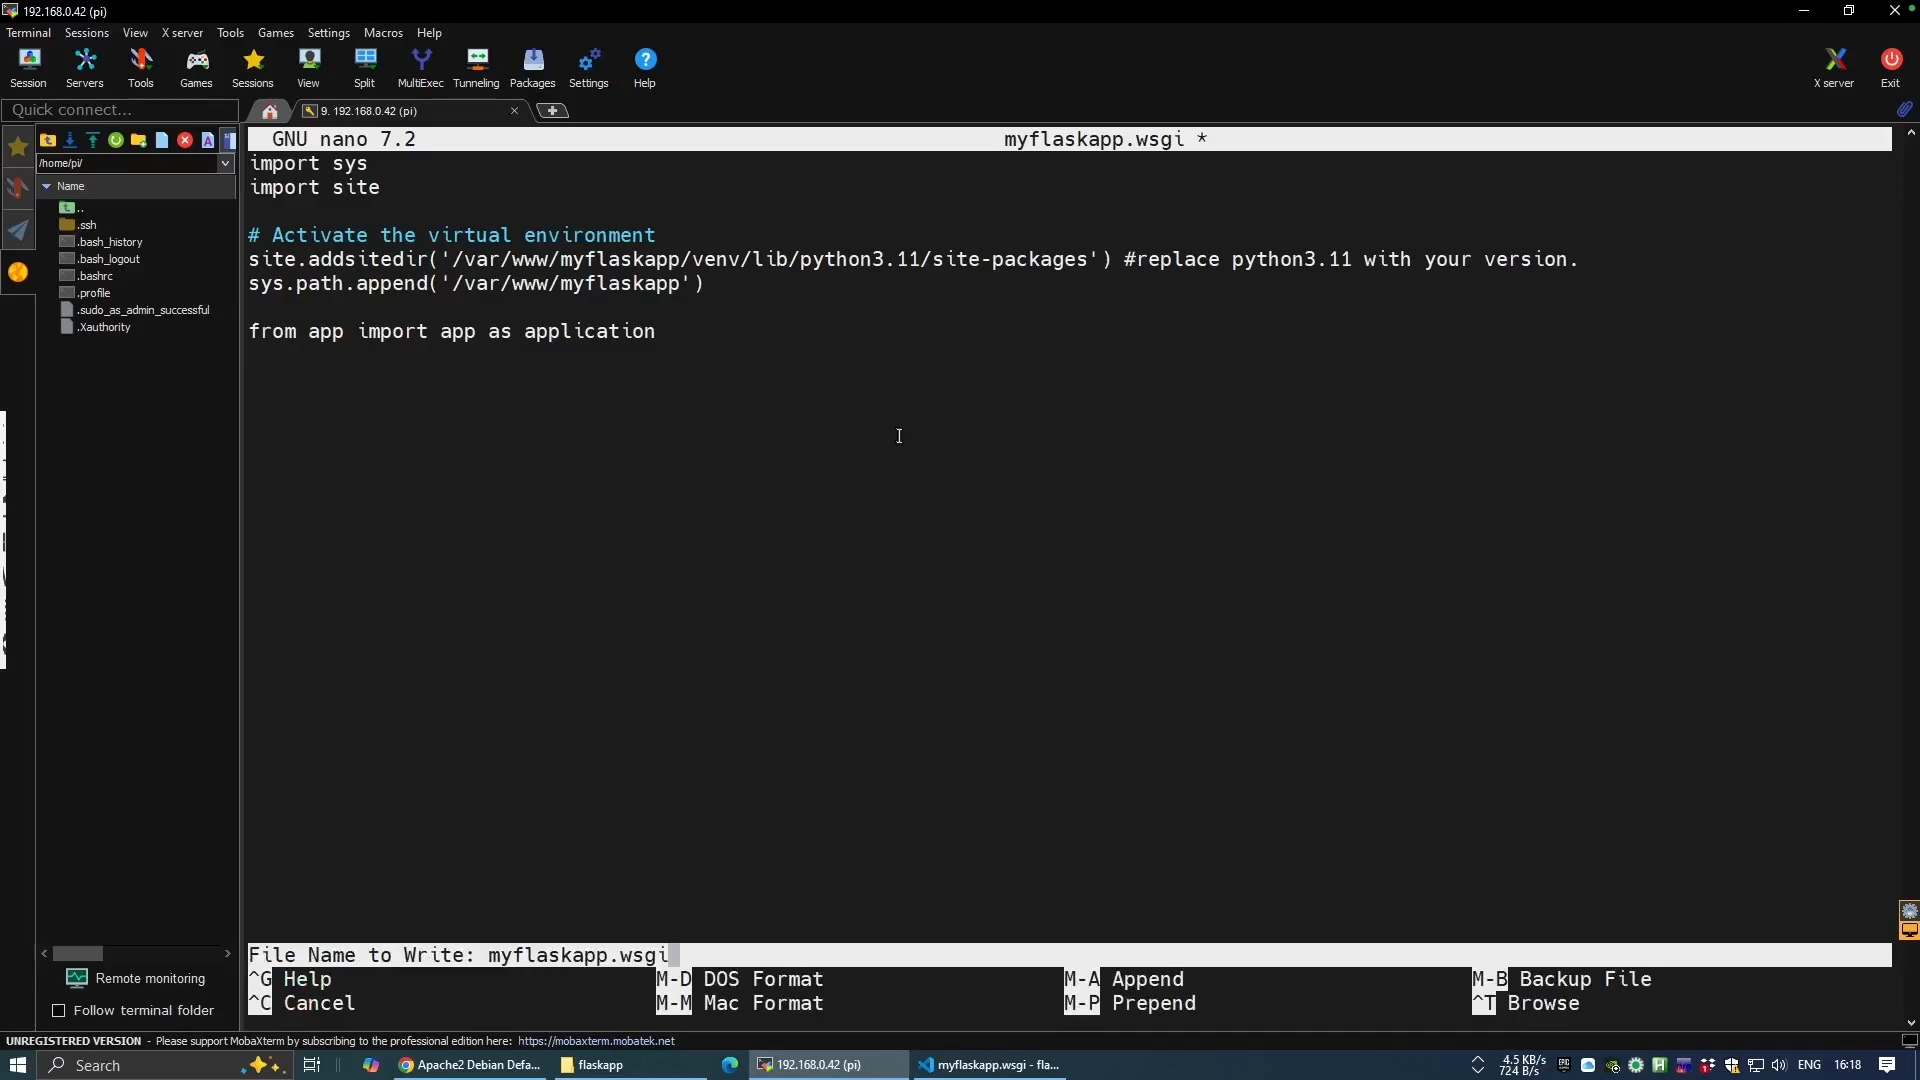 192.168.0.42 (pi)
Terminal Sessions View X server Tools Games Settings Macros Help
Session Servers Tools Games Sessions View Split MultiExec Tunneling Packages Settings Help X server Exit
Quick connect... 9. 192.168.0.42 (pi)
/home/pi/
Name
..
.ssh
.bash_history
.bash_logout
.bashrc
.profile
.sudo_as_admin_successful
.Xauthority
GNU nano 7.2 myflaskapp.wsgi *
import sys
import site
# Activate the virtual environment
site.addsitedir('/var/www/myflaskapp/venv/lib/python3.11/site-packages') #replace python3.11 with your version.
sys.path.append('/var/www/myflaskapp')
from app import app as application
File Name to Write: myflaskapp.wsgi
^G Help M-D DOS Format M-A Append M-B Backup File
^C Cancel M-M Mac Format M-P Prepend ^T Browse
Remote monitoring
Follow terminal folder
UNREGISTERED VERSION - Please support MobaXterm by subscribing to the professional edition here: https://mobaxterm.mobatek.net
Search Apache2 Debian Defa... flaskapp 192.168.0.42 (pi) myflaskapp.wsgi - fla... 4.5 KB/s ENG 16:18
724 B/s